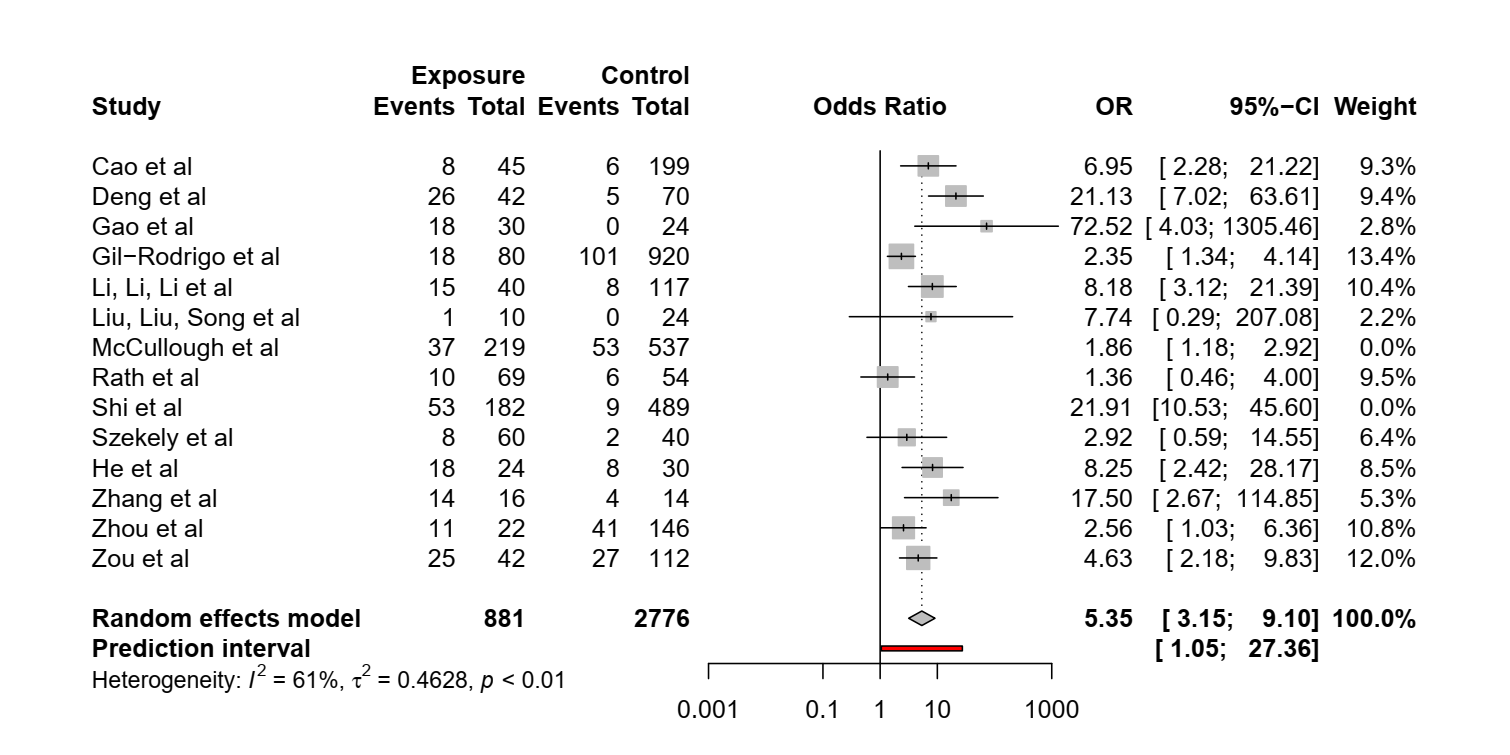 Exposure Control
Study Events Total Events Total Odds Ratio OR 95%−CI Weight
Cao et al 8 45 6 199 6.95 [ 2.28; 21.22] 9.3%
Deng et al 26 42 5 70 21.13 [ 7.02; 63.61] 9.4%
Gao et al 18 30 0 24 72.52 [ 4.03; 1305.46] 2.8%
Gil−Rodrigo et al 18 80 101 920 2.35 [ 1.34; 4.14] 13.4%
Li, Li, Li et al 15 40 8 117 8.18 [ 3.12; 21.39] 10.4%
Liu, Liu, Song et al 1 10 0 24 7.74 [ 0.29; 207.08] 2.2%
McCullough et al 37 219 53 537 1.86 [ 1.18; 2.92] 0.0%
Rath et al 10 69 6 54 1.36 [ 0.46; 4.00] 9.5%
Shi et al 53 182 9 489 21.91 [10.53; 45.60] 0.0%
Szekely et al 8 60 2 40 2.92 [ 0.59; 14.55] 6.4%
He et al 18 24 8 30 8.25 [ 2.42; 28.17] 8.5%
Zhang et al 14 16 4 14 17.50 [ 2.67; 114.85] 5.3%
Zhou et al 11 22 41 146 2.56 [ 1.03; 6.36] 10.8%
Zou et al 25 42 27 112 4.63 [ 2.18; 9.83] 12.0%
Random effects model 881 2776 5.35 [ 3.15; 9.10] 100.0%
Prediction interval [ 1.05; 27.36]
Heterogeneity: I² = 61%, τ² = 0.4628, p < 0.01
0.001 0.1 1 10 1000